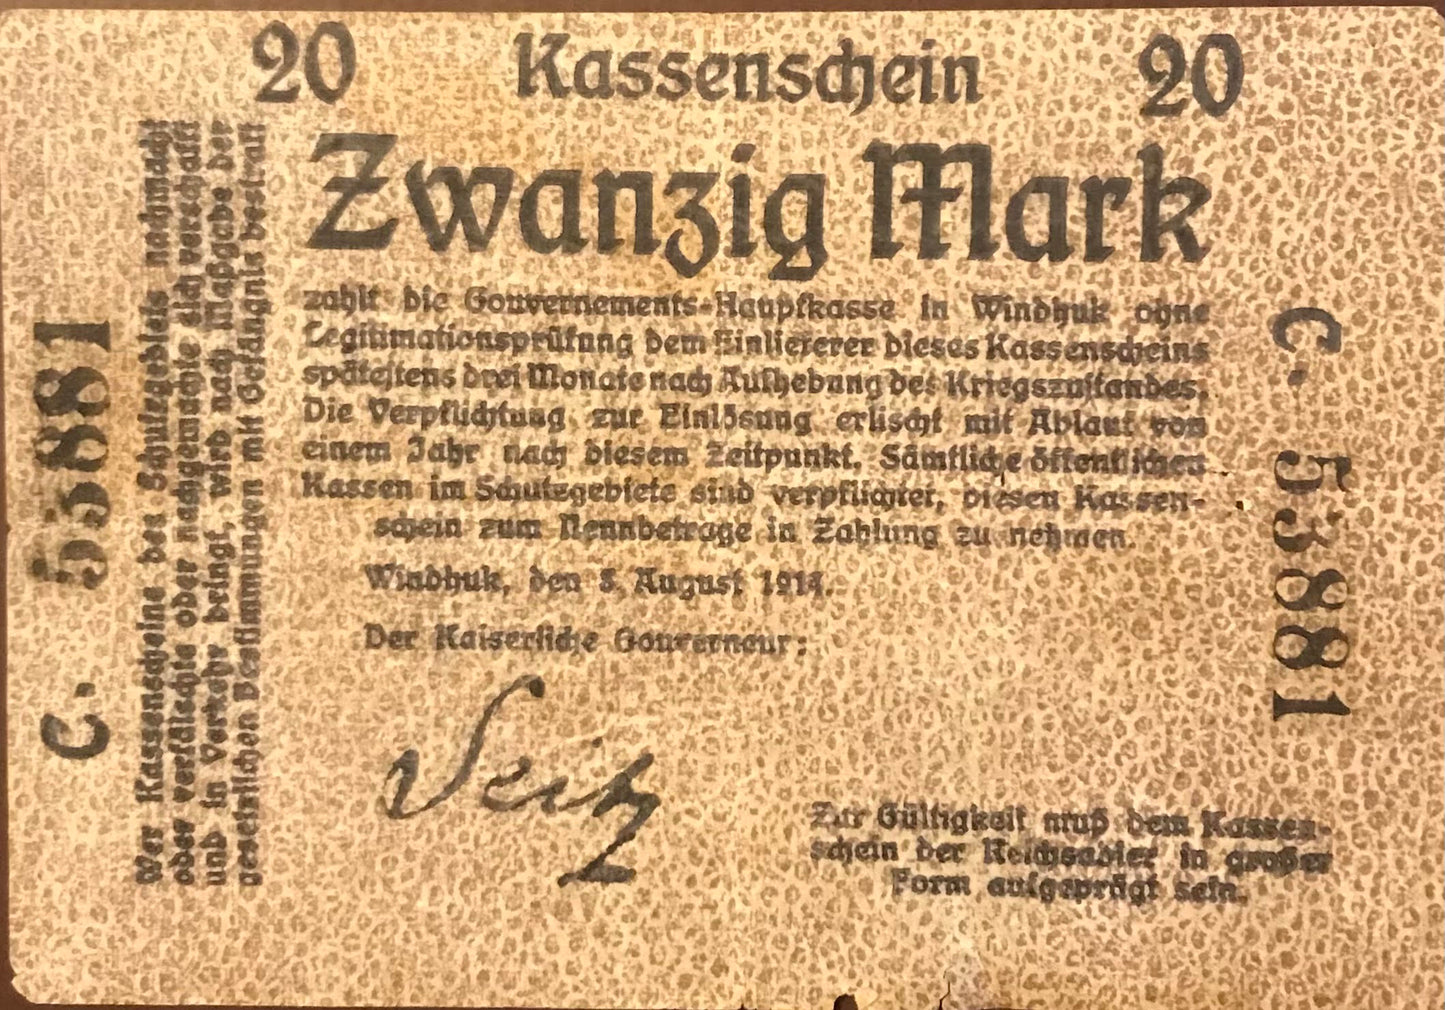 20 Kassenschein 20
Zwanzig Mark
zahlt die Gouvernements-Hauptkasse in Windhuk ohne
Legitimationsprüfung dem Einlieferer dieses Kassenscheins
spätestens drei Monate nach Aufhebung des Kriegszustandes.
Die Verpflichtung zur Einlösung erlischt mit Ablauf von
einem Jahr nach diesem Zeitpunkt. Sämtliche öffentlichen
Kassen im Schutzgebiete sind verpflichtet, diesen Kassen-
schein zum Nennbetrage in Zahlung zu nehmen.
Windhuk, den 8. August 1914.
Der Kaiserliche Gouverneur:
Seitz
Zur Gültigkeit muß dem Kassen-
schein der Reichsadler in großer
Form aufgeprägt sein.
C. 53881
Wer Kassenscheine des Schutzgebiets nachmacht
oder verfälscht oder nachgemachte sich verschafft
und in Verkehr bringt, wird nach Maßgabe der
gesetzlichen Bestimmungen mit Gefängnis bestraft
C. 53881